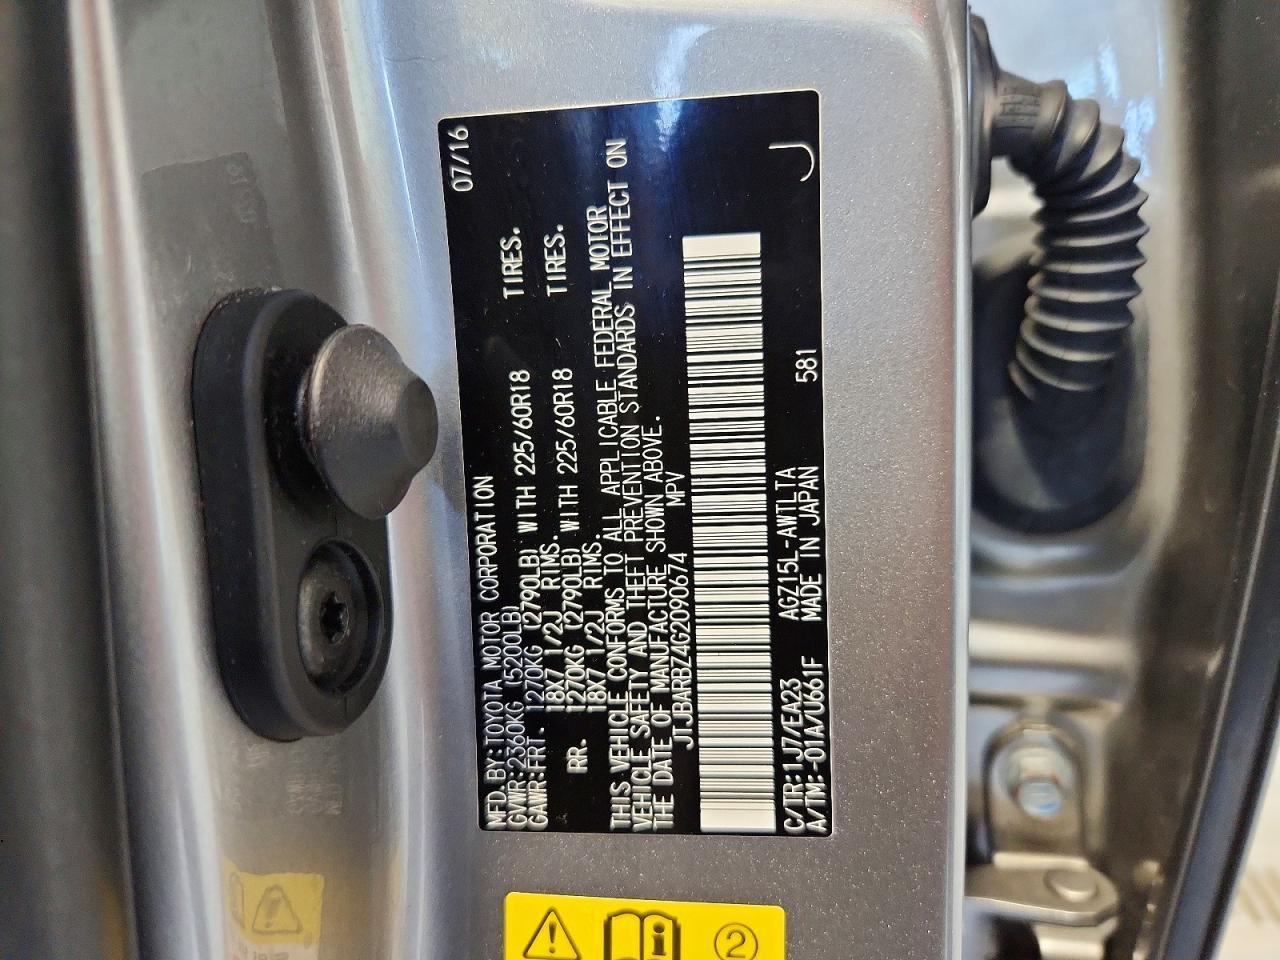 MFD. BY: TOYOTA MOTOR CORPORATION 07/16
GVWR: 2360KG (5200LB)
GAWR: FRT. 1270KG (2790LB) WITH 225/60R18 TIRES.
18X7 1/2J RIMS.
RR. 1270KG (2790LB) WITH 225/60R18 TIRES.
18X7 1/2J RIMS.
THIS VEHICLE CONFORMS TO ALL APPLICABLE FEDERAL MOTOR
VEHICLE SAFETY AND THEFT PREVENTION STANDARDS IN EFFECT ON
THE DATE OF MANUFACTURE SHOWN ABOVE.
JTJBARBZ4G2090674 MPV
C/TR: 1J7/EA23 AGZ15L-AWTLTA
A/TM: -01A/U661F MADE IN JAPAN 581 J
2